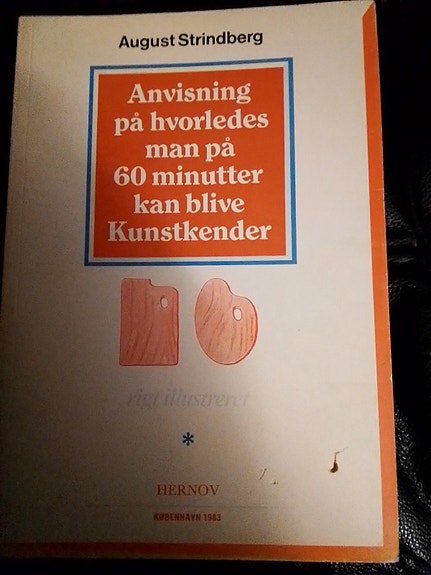 August Strindberg
Anvisning
på hvorledes
man på
60 minutter
kan blive
Kunstkender
rigt illustreret
*
HERNOV
KØBENHAVN 1983